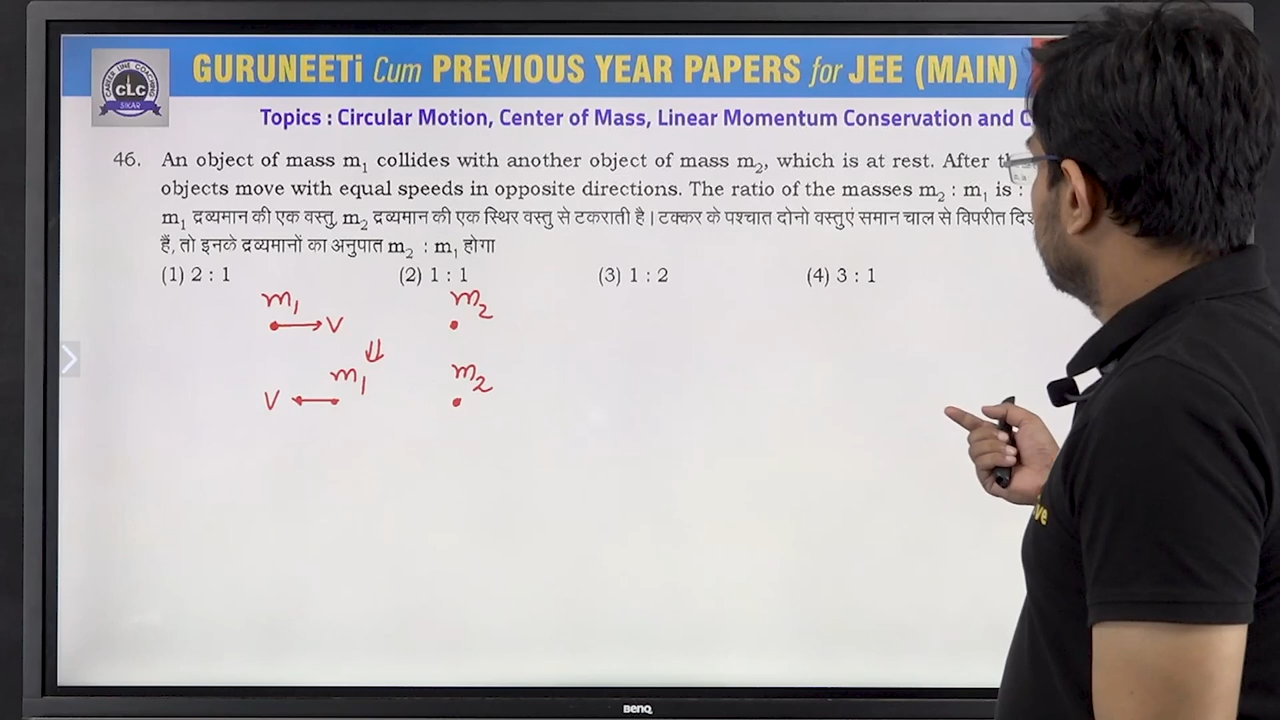 CAREER LINE COACHING
CLC
SIKAR
GURUNEETi Cum PREVIOUS YEAR PAPERS for JEE (MAIN)
Topics : Circular Motion, Center of Mass, Linear Momentum Conservation and C
46. An object of mass m₁ collides with another object of mass m₂, which is at rest. After
objects move with equal speeds in opposite directions. The ratio of the masses m₂ : m₁ is :
m₁ द्रव्यमान की एक वस्तु, m₂ द्रव्यमान की एक स्थिर वस्तु से टकराती है। टक्कर के पश्चात दोनो वस्तुएं समान चाल से विपरीत
हैं, तो इनके द्रव्यमानों का अनुपात m₂ : m₁ होगा
(1) 2 : 1 (2) 1 : 1 (3) 1 : 2 (4) 3 : 1
m₁ m₂
v
⇓
m₁ m₂
v
BenQ